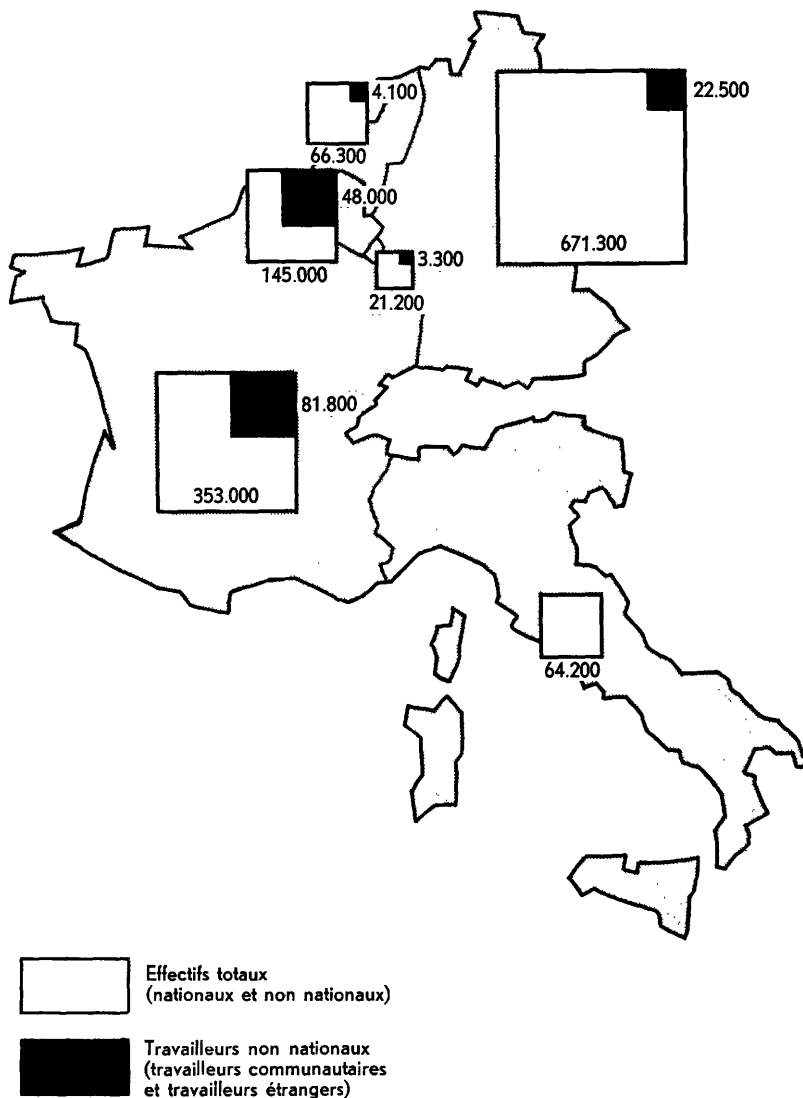 4.100
22.500
66.300
48.000
671.300
145.000
3.300
21.200
81.800
353.000
64.200
Effectifs totaux
(nationaux et non nationaux)
Travailleurs non nationaux
(travailleurs communautaires
et travailleurs étrangers)